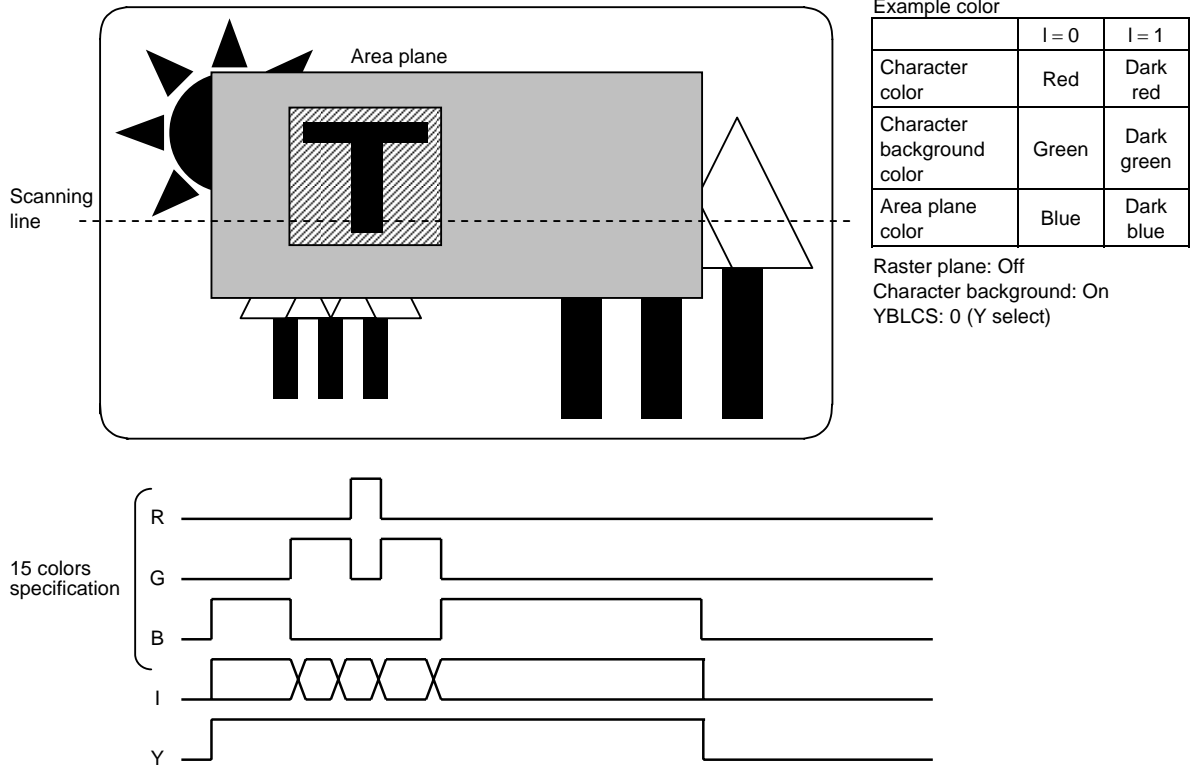 Area plane
T
Scanning
line
Example color
I = 0 I = 1
Character
color
Red
Dark
red
Character
background
color
Green
Dark
green
Area plane
color
Blue
Dark
blue
Raster plane: Off
Character background: On
YBLCS: 0 (Y select)
15 colors
specification
R
G
B
I
Y